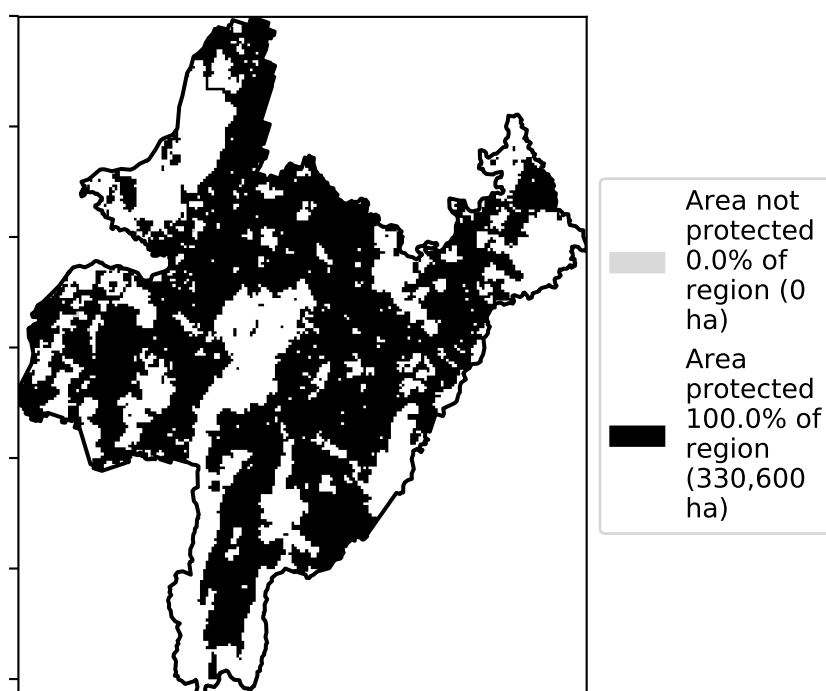 Area not
protected
0.0% of
region (0
ha)
Area
protected
100.0% of
region
(330,600
ha)